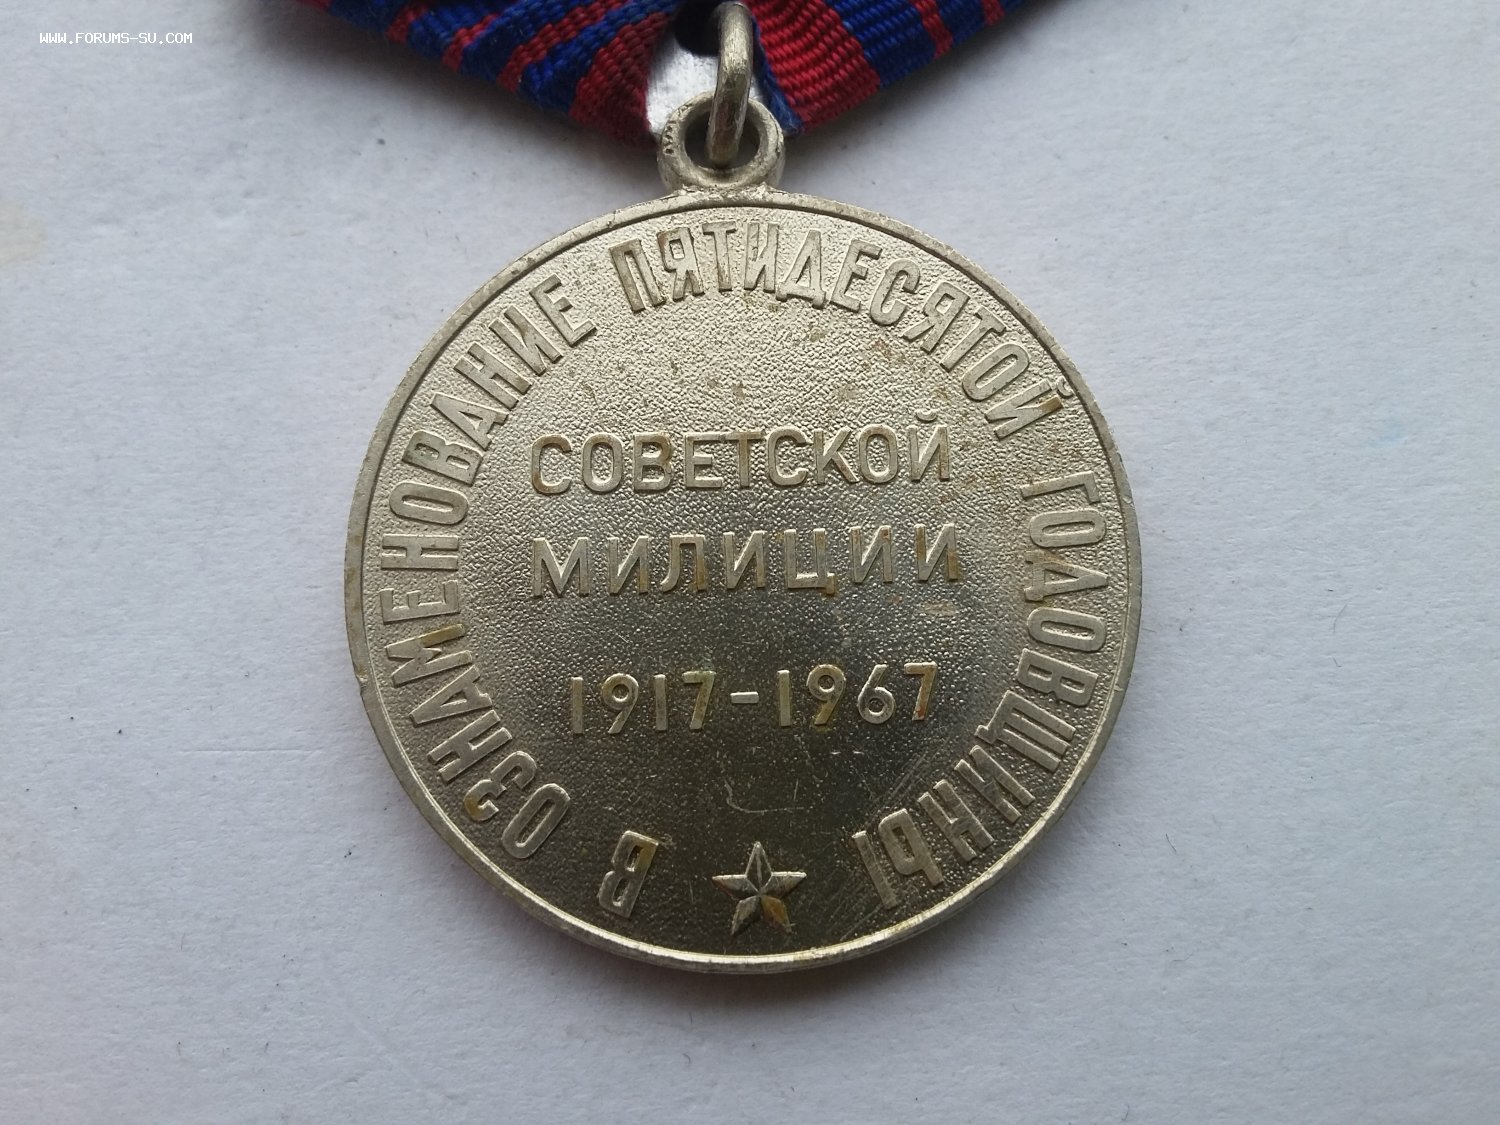 WWW.FORUMS-SU.COM
В ОЗНАМЕНОВАНИЕ ПЯТИДЕСЯТОЙ ГОДОВЩИНЫ
СОВЕТСКОЙ
МИЛИЦИИ
1917-1967